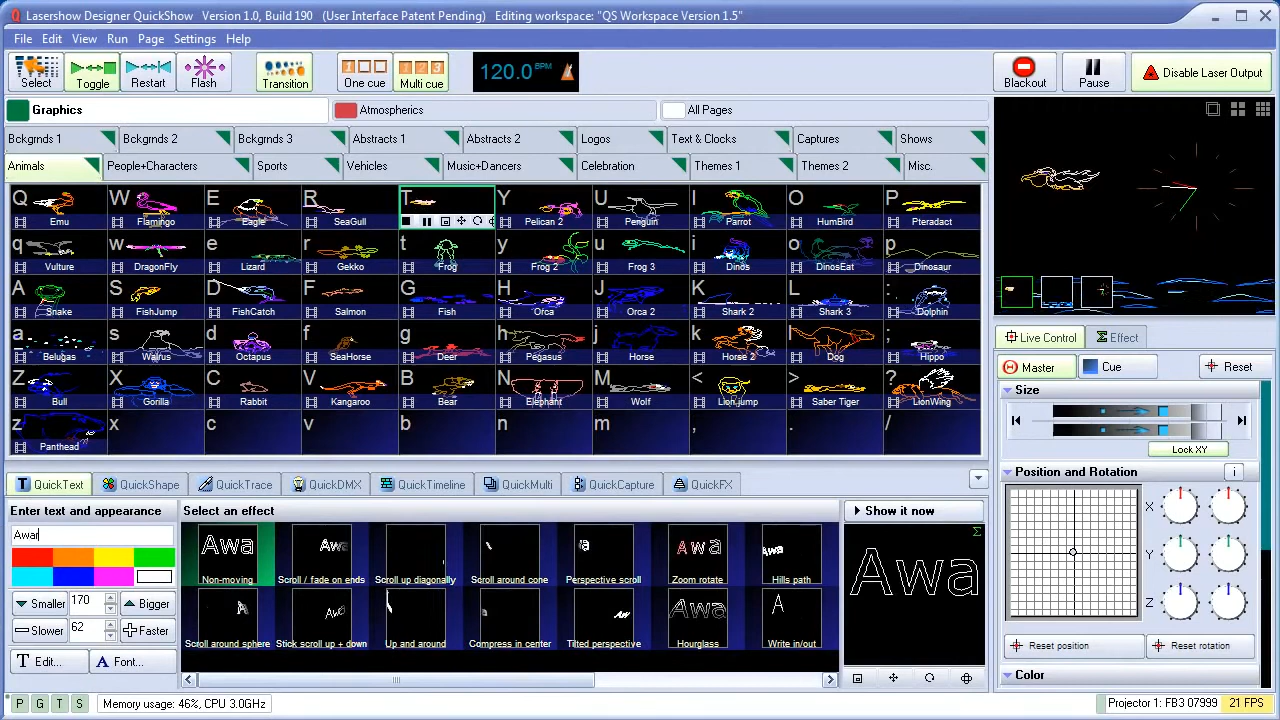 Lasershow Designer QuickShow Version 1.0, Build 190 (User Interface Patent Pending) Editing workspace: "QS Workspace Version 1.5"
File Edit View Run Page Settings Help
Select Toggle Restart Flash Transition One cue Multi cue 120.0 BPM Blackout Pause Disable Laser Output
Graphics Atmospherics All Pages
Bckgrnds 1 Bckgrnds 2 Bckgrnds 3 Abstracts 1 Abstracts 2 Logos Text & Clocks Captures Shows
Animals People+Characters Sports Vehicles Music+Dancers Celebration Themes 1 Themes 2 Misc.
Q W E R T Y U I O P
Emu Flamingo Eagle SeaGull Pelican 2 Penguin Parrot HumBird Pteradact
q w e r t y u i o p
Vulture DragonFly Lizard Gekko Frog Frog 2 Frog 3 Dinos DinosEat Dinosaur
A S D F G H J K L :
Snake FishJump FishCatch Salmon Fish Orca Orca 2 Shark 2 Shark 3 Dolphin
a s d f g h j k l ;
Belugas Walrus Octapus SeaHorse Deer Pegasus Horse Horse 2 Dog Hippo
Z X C V B N M < > ?
Bull Gorilla Rabbit Kangaroo Bear Elephant Wolf LionJump Saber Tiger LionWing
z x c v b n m , . /
Panthead
Live Control Effect
Master Cue Reset
Size
Lock XY
Position and Rotation
X
Y
Z
Reset position Reset rotation
Color
QuickText QuickShape QuickTrace QuickDMX QuickTimeline QuickMulti QuickCapture QuickFX
Enter text and appearance Select an effect Show it now
Awar
Smaller 170 Bigger
Slower 62 Faster
Edit... Font...
Awa Awa Awa Awa
Non-moving Scroll / fade on ends Scroll up diagonally Scroll around cone Perspective scroll Zoom rotate Hills path
Awa A
Scroll around sphere Stick scroll up + down Up and around Compress in center Tilted perspective Hourglass Write in/out
Awa
P G T S Memory usage: 46%, CPU 3.0GHz Projector 1: FB3 07999 21 FPS